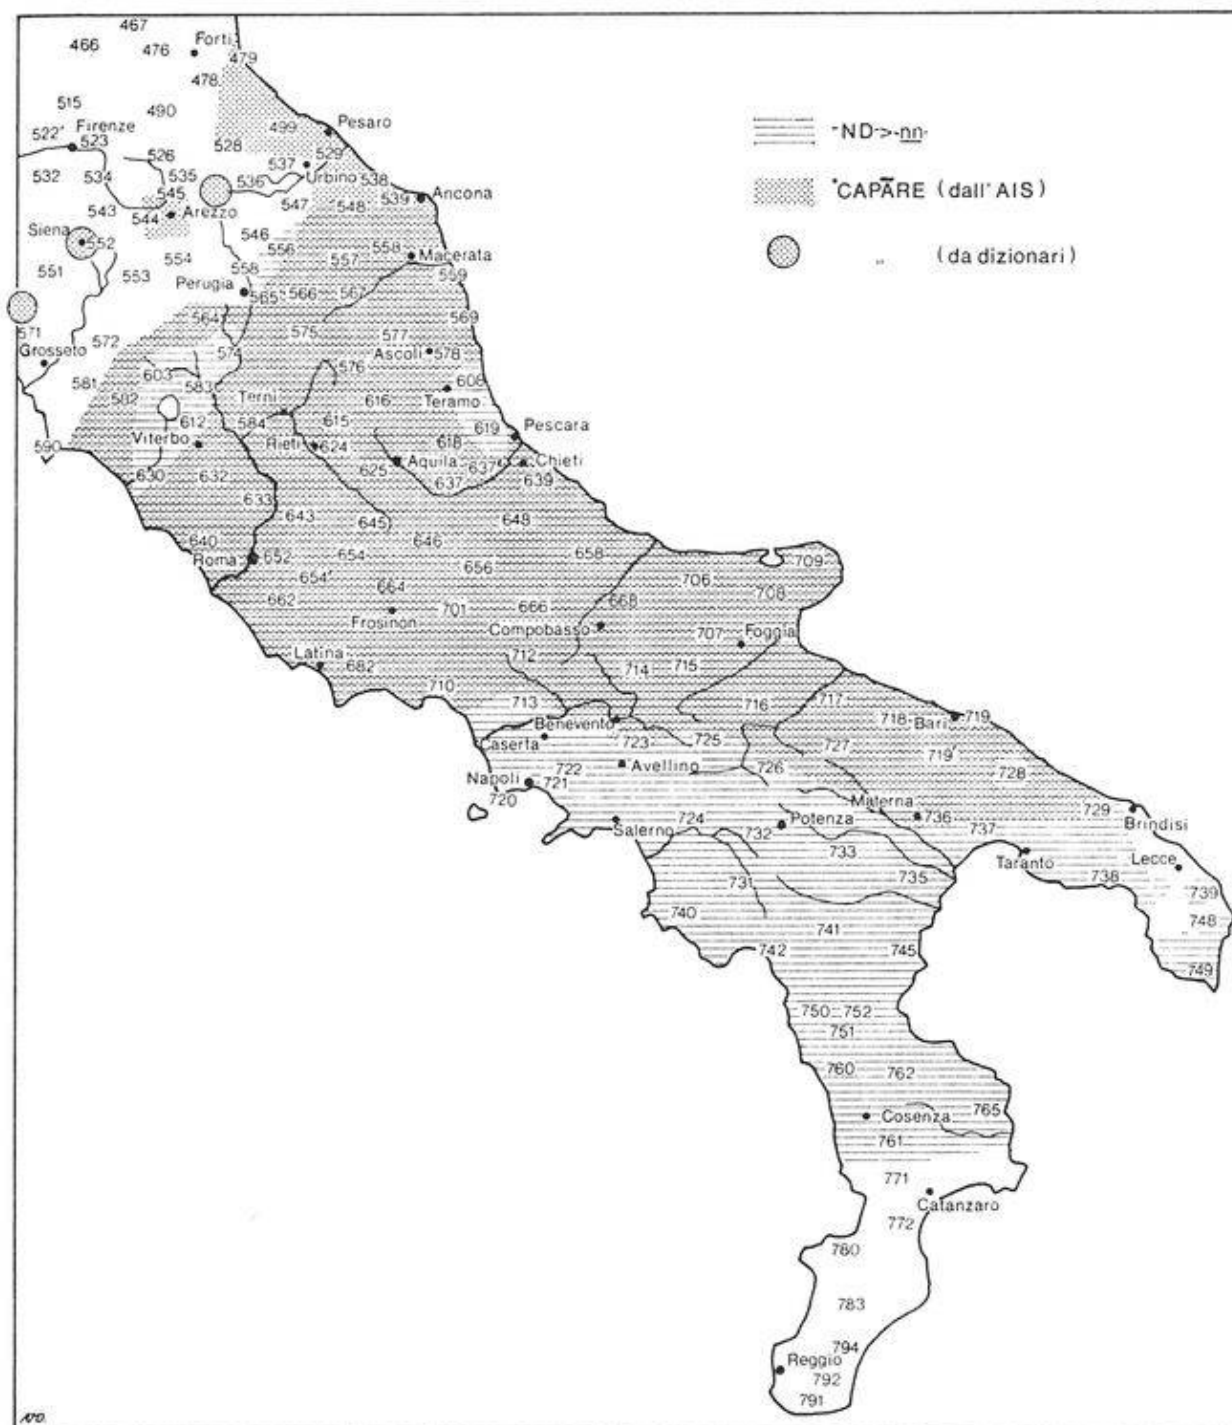 467
466 476 Forti
479
478
515 490
522' Firenze 499 Pesaro
523 528
526 529
532 534 535 537 Urbino
536 538
545 539 Ancona
543 544 Arezzo 547 548
Siena 552 546 556 558 Macerata
551 553 554 558 557 559
Perugia 565 566 567
571 564 569
572 575 577
Grosseto 574 576 Ascoli 578
603 608
581 582 583 Terni 616 Teramo
612 584 615 619 Pescara
590 Viterbo Rieti 624 618
630 632 625 Aquila 637 Chieti
637 639
633 643 645 648
640 646
Roma 652 654 658
654' 656 709
662 664 706 708
701 666 668
Frosinon Compobasso 707 Foggia
Latina 682 712 714 715
710 713 716 717
Benevento 718 Bari 719
Caserta 723 725 727 719'
722 Avellino 726 728
Napoli 721
720 Materna 729
724 Potenza 736 Brindisi
Salerno 732 737
733 Taranto Lecce
731 735 738 739
740 741 748
742 745 749
750 752
751
760 762
765
Cosenza
761
771
Catanzaro
772
780
783
794
Reggio
792
791
-ND->-nn-
*CAPĀRE (dall'AIS)
" (da dizionari)